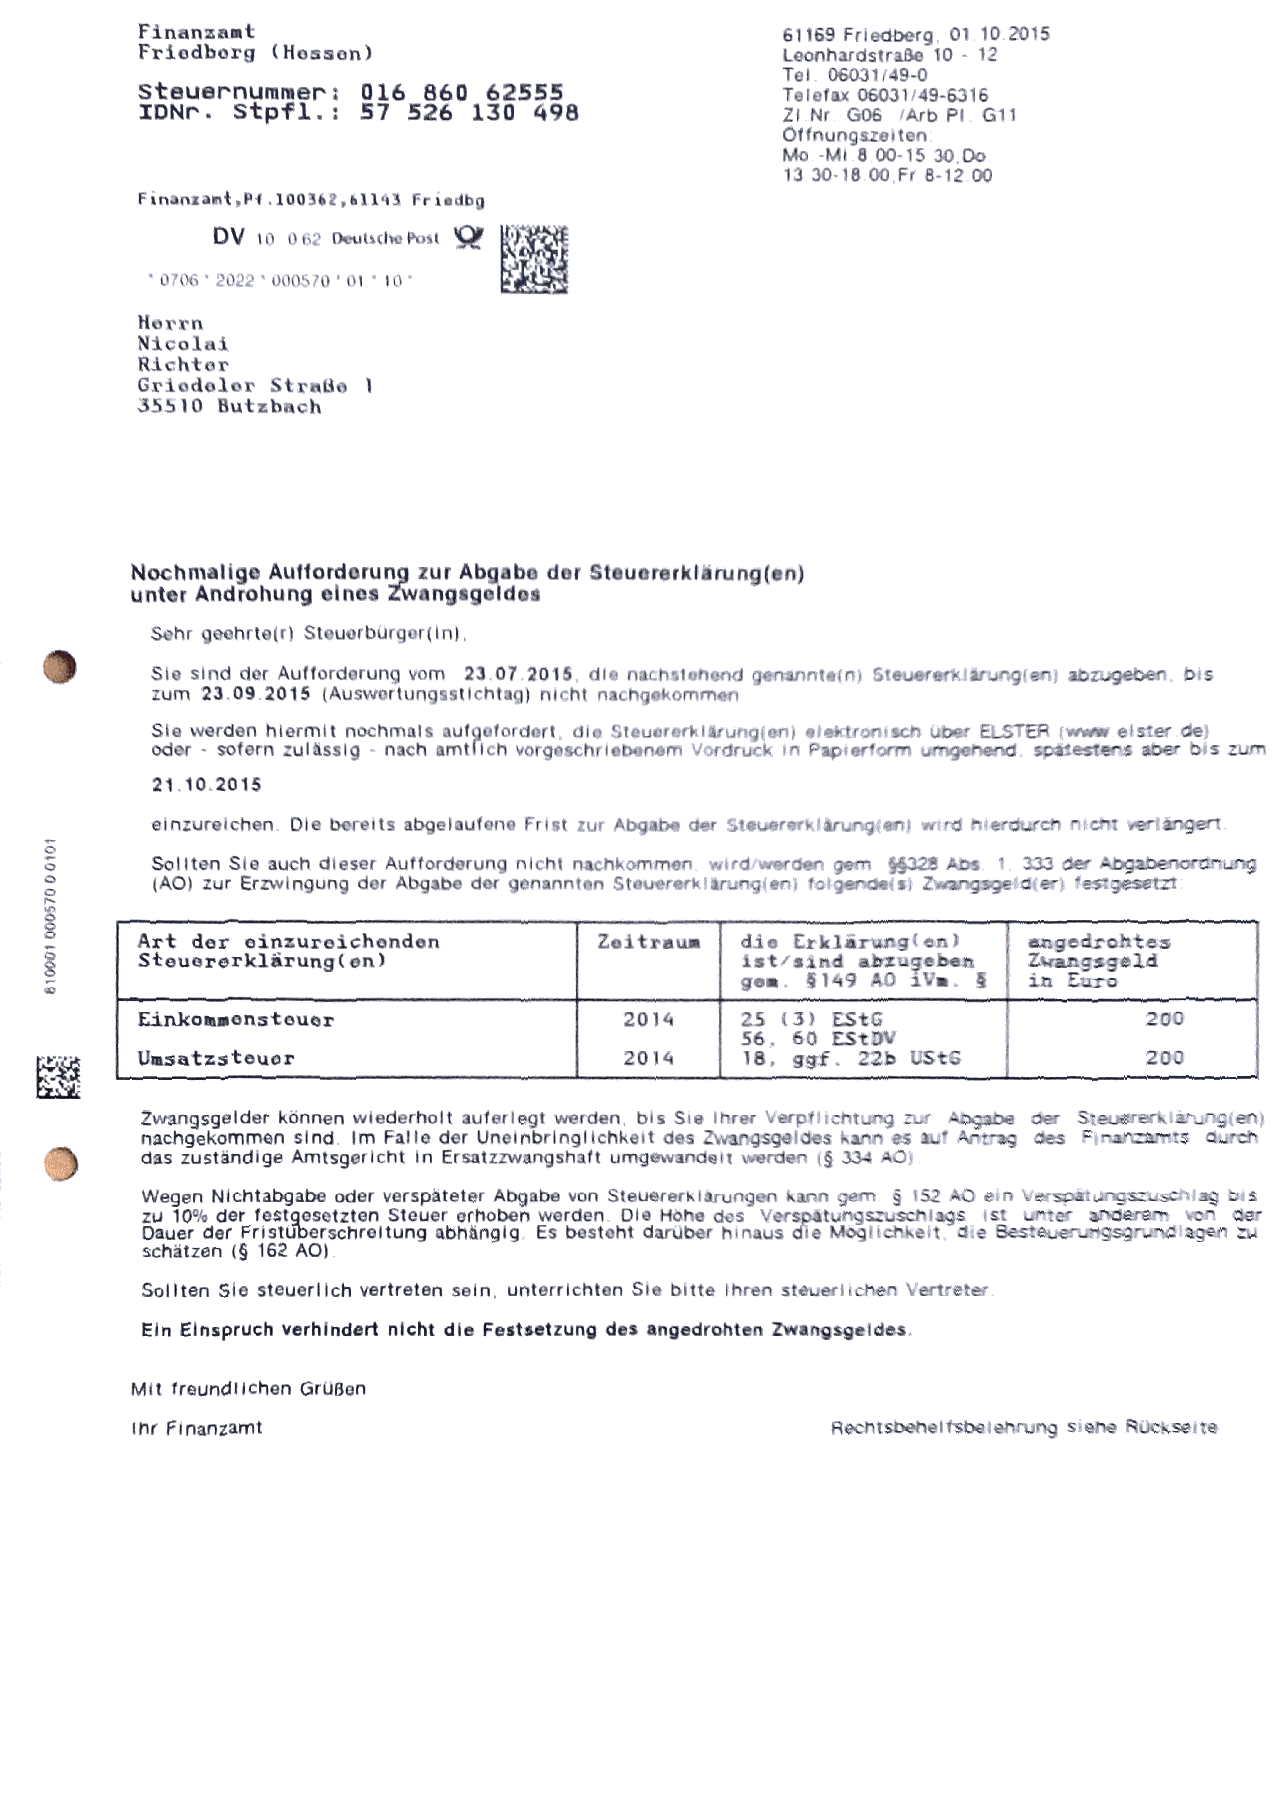 Finanzamt
Friedberg (Hessen)
Steuernummer: 016 860 62555
IDNr. Stpfl.: 57 526 130 498
61169 Friedberg, 01.10.2015
Leonhardstraße 10 - 12
Tel. 06031/49-0
Telefax 06031/49-6316
Zi.Nr. G06 /Arb.Pl. G11
Öffnungszeiten:
Mo.-Mi.8.00-15.30,Do
13.30-18.00,Fr 8-12.00
Finanzamt,Pf.100362,61143 Friedbg
DV 10 0.62 Deutsche Post
*0706*2022*000570*01*10*
Herrn
Nicolai
Richter
Griedeler Straße 1
35510 Butzbach
Nochmalige Aufforderung zur Abgabe der Steuererklärung(en)
unter Androhung eines Zwangsgeldes
Sehr geehrte(r) Steuerbürger(in),
Sie sind der Aufforderung vom 23.07.2015, die nachstehend genannte(n) Steuererklärung(en) abzugeben, bis
zum 23.09.2015 (Auswertungsstichtag) nicht nachgekommen.
Sie werden hiermit nochmals aufgefordert, die Steuererklärung(en) elektronisch über ELSTER (www.elster.de)
oder - sofern zulässig - nach amtlich vorgeschriebenem Vordruck in Papierform umgehend, spätestens aber bis zum
21.10.2015
einzureichen. Die bereits abgelaufene Frist zur Abgabe der Steuererklärung(en) wird hierdurch nicht verlängert.
Sollten Sie auch dieser Aufforderung nicht nachkommen, wird/werden gem. §§328 Abs. 1, 333 der Abgabenordnung
(AO) zur Erzwingung der Abgabe der genannten Steuererklärung(en) folgende(s) Zwangsgeld(er) festgesetzt:
Art der einzureichenden Zeitraum die Erklärung(en) angedrohtes
Steuererklärung(en) ist/sind abzugeben Zwangsgeld
gem. §149 AO iVm. § in Euro
Einkommensteuer 2014 25 (3) EStG 200
56, 60 EStDV
Umsatzsteuer 2014 18, ggf. 22b UStG 200
Zwangsgelder können wiederholt auferlegt werden, bis Sie Ihrer Verpflichtung zur Abgabe der Steuererklärung(en)
nachgekommen sind. Im Falle der Uneinbringlichkeit des Zwangsgeldes kann es auf Antrag des Finanzamts durch
das zuständige Amtsgericht in Ersatzzwangshaft umgewandelt werden (§ 334 AO).
Wegen Nichtabgabe oder verspäteter Abgabe von Steuererklärungen kann gem. § 152 AO ein Verspätungszuschlag bis
zu 10% der festgesetzten Steuer erhoben werden. Die Höhe des Verspätungszuschlags ist unter anderem von der
Dauer der Fristüberschreitung abhängig. Es besteht darüber hinaus die Möglichkeit, die Besteuerungsgrundlagen zu
schätzen (§ 162 AO).
Sollten Sie steuerlich vertreten sein, unterrichten Sie bitte Ihren steuerlichen Vertreter.
Ein Einspruch verhindert nicht die Festsetzung des angedrohten Zwangsgeldes.
Mit freundlichen Grüßen
Ihr Finanzamt
Rechtsbehelfsbelehrung siehe Rückseite